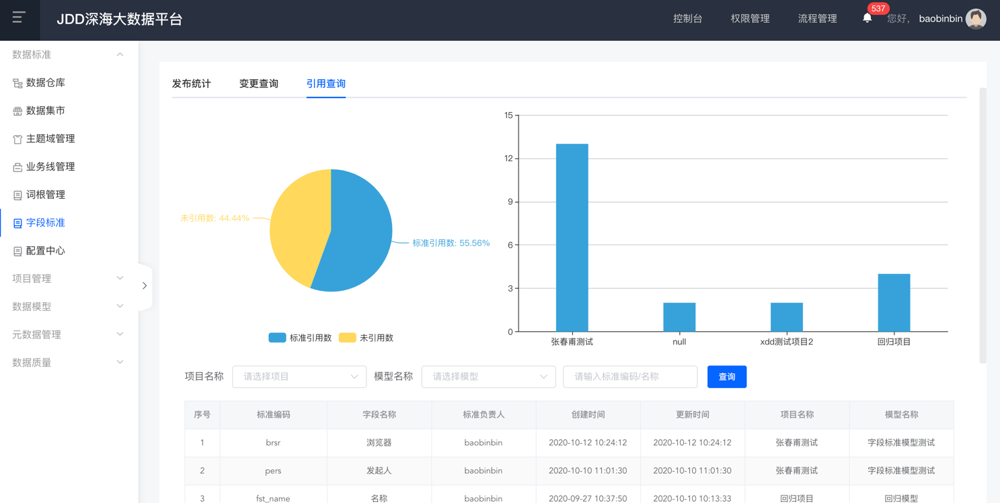 JDD深海大数据平台
控制台 权限管理 流程管理 537 您好， baobinbin
数据标准
数据仓库
数据集市
主题域管理
业务线管理
词根管理
字段标准
配置中心
项目管理
数据模型
元数据管理
数据质量
发布统计 变更查询 引用查询
未引用数: 44.44%
标准引用数: 55.56%
标准引用数 未引用数
15
12
9
6
3
0
张春甫测试 null xdd测试项目2 回归项目
项目名称 请选择项目 模型名称 请选择模型 请输入标准编码/名称 查询
序号 标准编码 字段名称 标准负责人 创建时间 更新时间 项目名称 模型名称
1 brsr 浏览器 baobinbin 2020-10-12 10:24:12 2020-10-12 10:24:12 张春甫测试 字段标准模型测试
2 pers 发起人 baobinbin 2020-10-10 11:01:30 2020-10-10 11:01:30 张春甫测试 字段标准模型测试
3 fst_name 名称 baobinbin 2020-09-27 10:37:50 2020-10-10 10:13:33 回归项目 回归模型